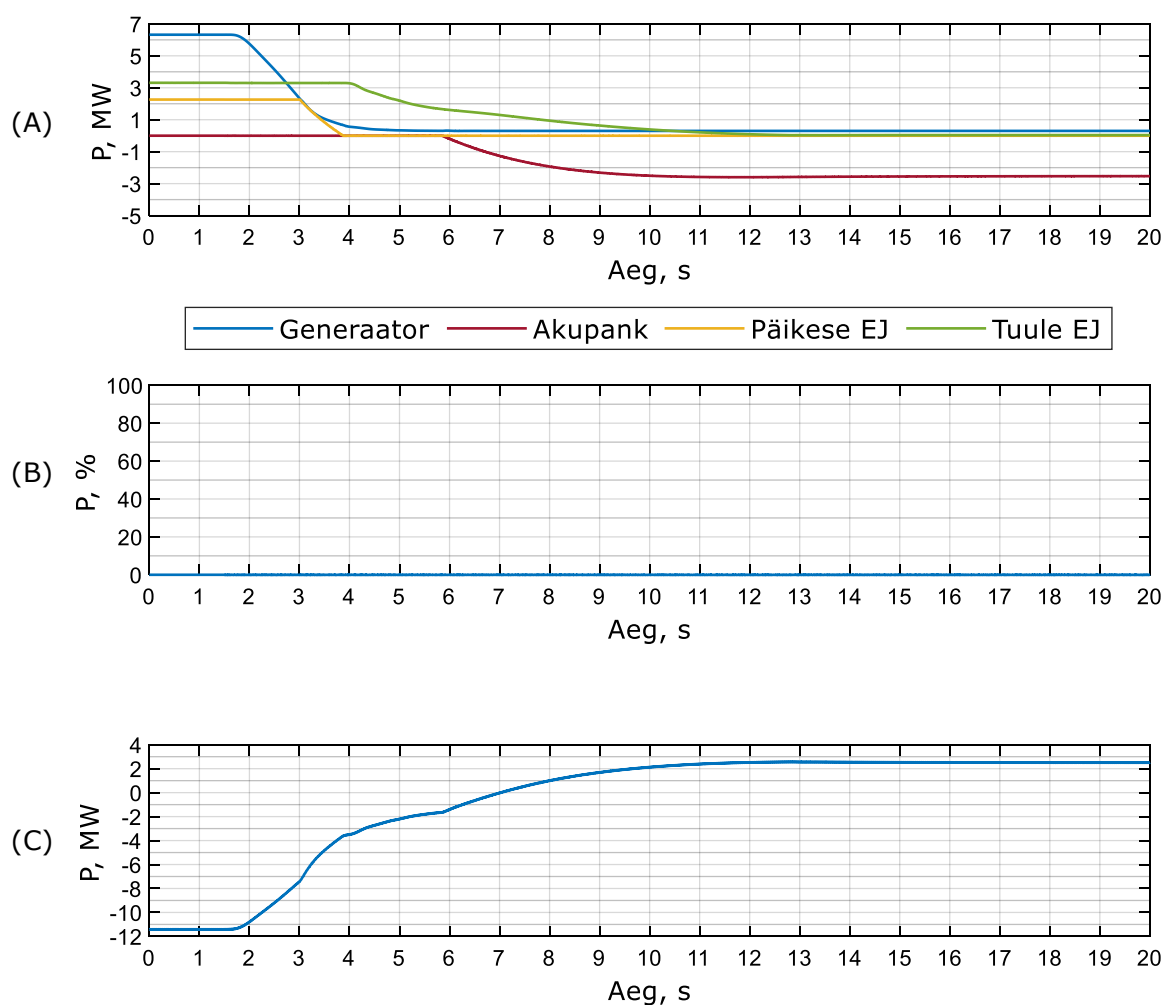 (A)
P, MW
7
5
3
1
-1
-3
-5
0 1 2 3 4 5 6 7 8 9 10 11 12 13 14 15 16 17 18 19 20
Aeg, s
Generaator Akupank Päikese EJ Tuule EJ
(B)
P, %
100
80
60
40
20
0
0 1 2 3 4 5 6 7 8 9 10 11 12 13 14 15 16 17 18 19 20
Aeg, s
(C)
P, MW
4
2
0
-2
-4
-6
-8
-10
-12
0 1 2 3 4 5 6 7 8 9 10 11 12 13 14 15 16 17 18 19 20
Aeg, s